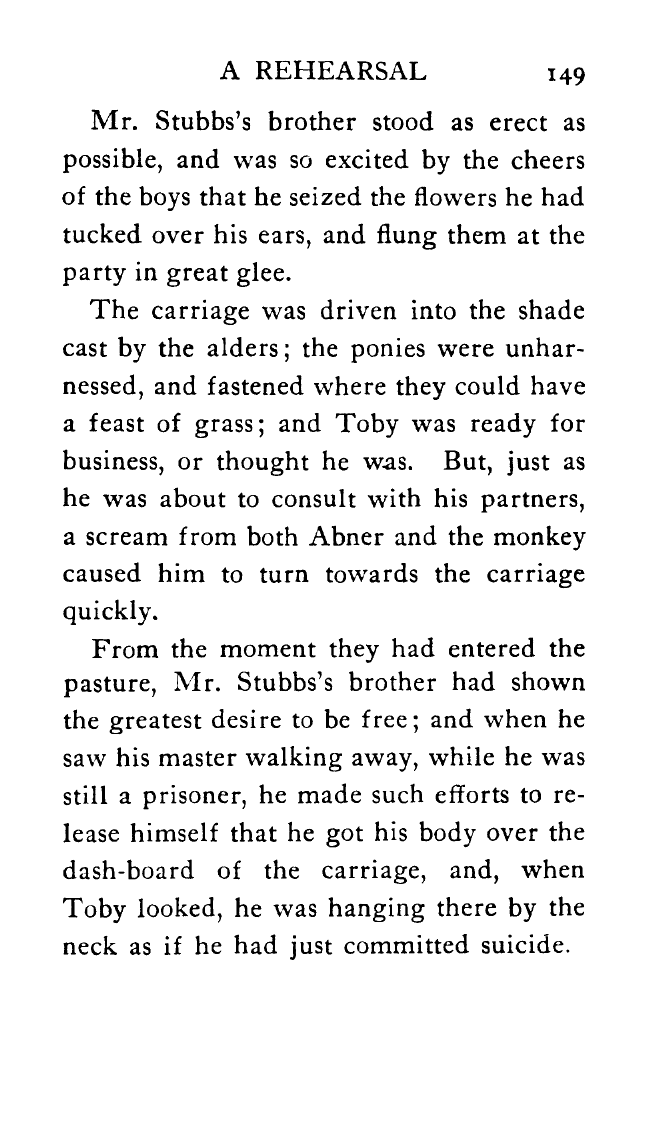 A REHEARSAL 149
Mr. Stubbs's brother stood as erect as
possible, and was so excited by the cheers
of the boys that he seized the flowers he had
tucked over his ears, and flung them at the
party in great glee.
The carriage was driven into the shade
cast by the alders; the ponies were unhar-
nessed, and fastened where they could have
a feast of grass; and Toby was ready for
business, or thought he was. But, just as
he was about to consult with his partners,
a scream from both Abner and the monkey
caused him to turn towards the carriage
quickly.
From the moment they had entered the
pasture, Mr. Stubbs's brother had shown
the greatest desire to be free; and when he
saw his master walking away, while he was
still a prisoner, he made such efforts to re-
lease himself that he got his body over the
dash-board of the carriage, and, when
Toby looked, he was hanging there by the
neck as if he had just committed suicide.